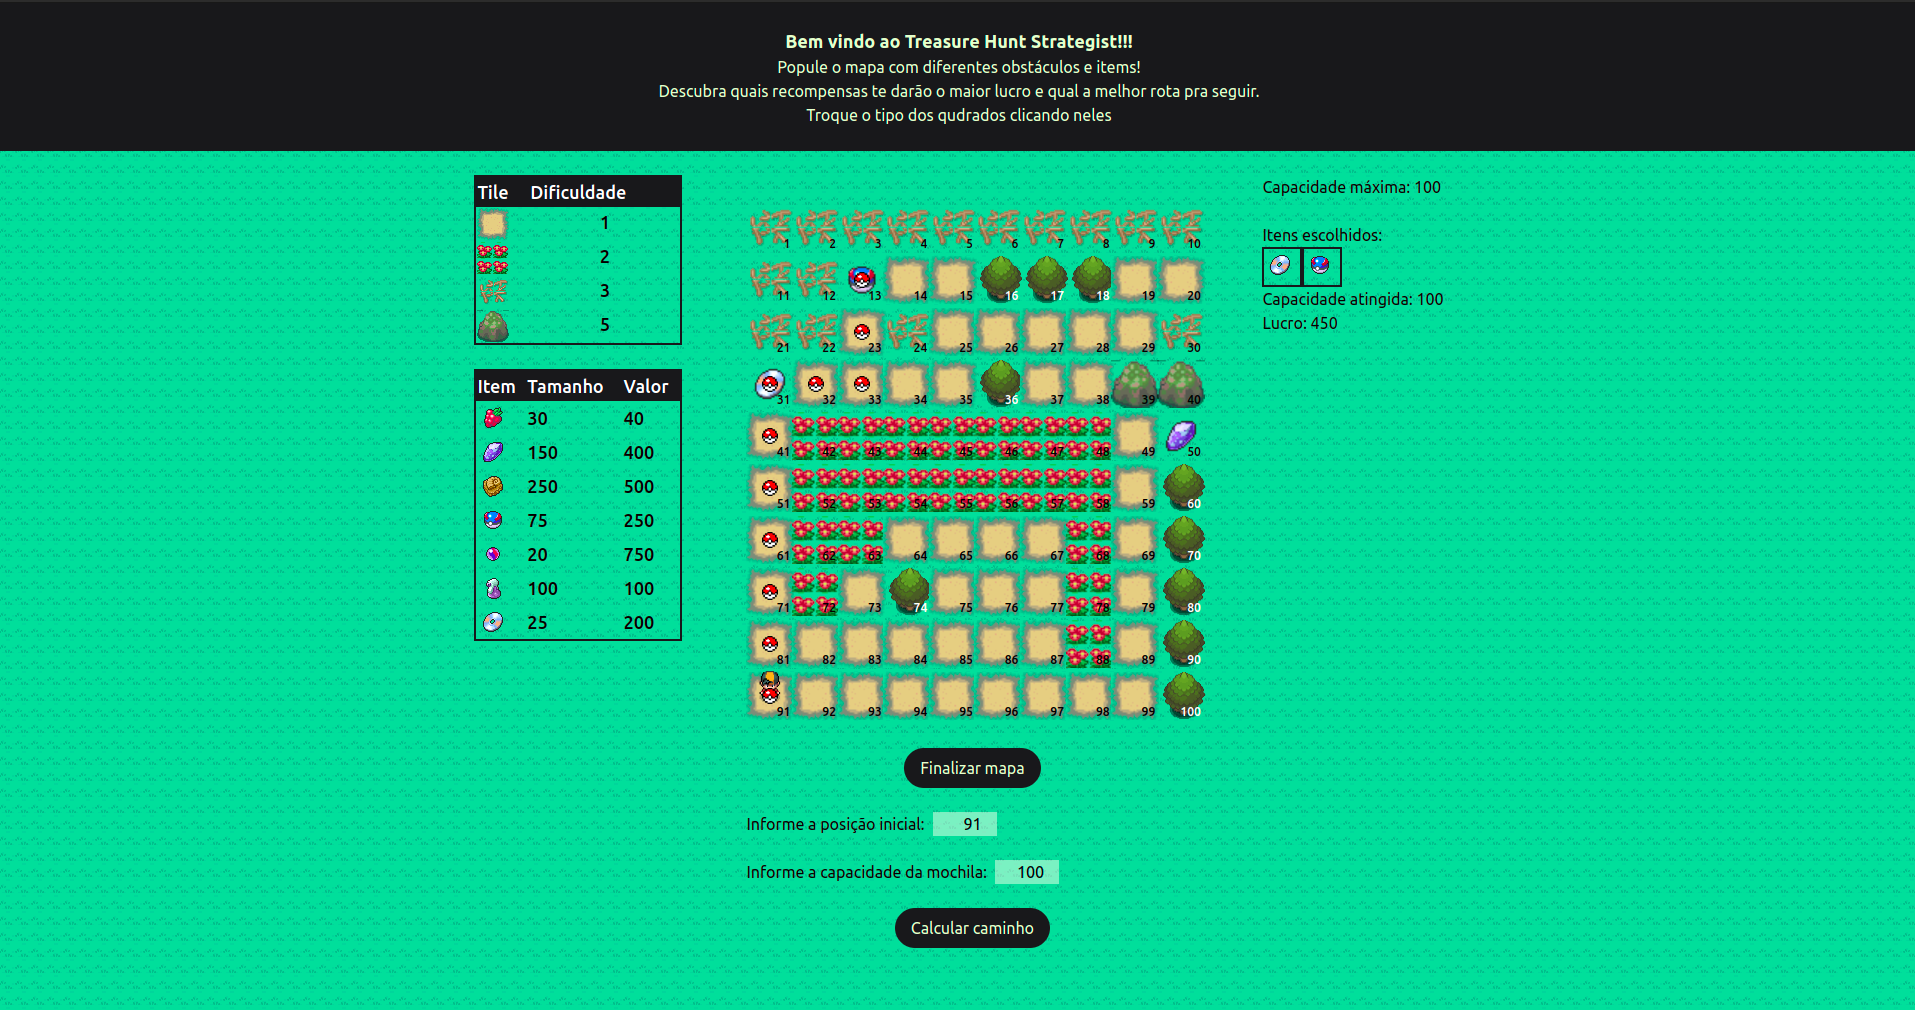 Bem vindo ao Treasure Hunt Strategist!!!
Popule o mapa com diferentes obstáculos e items!
Descubra quais recompensas te darão o maior lucro e qual a melhor rota pra seguir.
Troque o tipo dos qudrados clicando neles
Tile Dificuldade
1
2
3
5
Item Tamanho Valor
30 40
150 400
250 500
75 250
20 750
100 100
25 200
1 2 3 4 5 6 7 8 9 10
11 12 13 14 15 16 17 18 19 20
21 22 23 24 25 26 27 28 29 30
31 32 33 34 35 36 37 38 39 40
41 42 43 44 45 46 47 48 49 50
51 52 53 54 55 56 57 58 59 60
61 62 63 64 65 66 67 68 69 70
71 72 73 74 75 76 77 78 79 80
81 82 83 84 85 86 87 88 89 90
91 92 93 94 95 96 97 98 99 100
Finalizar mapa
Informe a posição inicial: 91
Informe a capacidade da mochila: 100
Calcular caminho
Capacidade máxima: 100
Itens escolhidos:
Capacidade atingida: 100
Lucro: 450